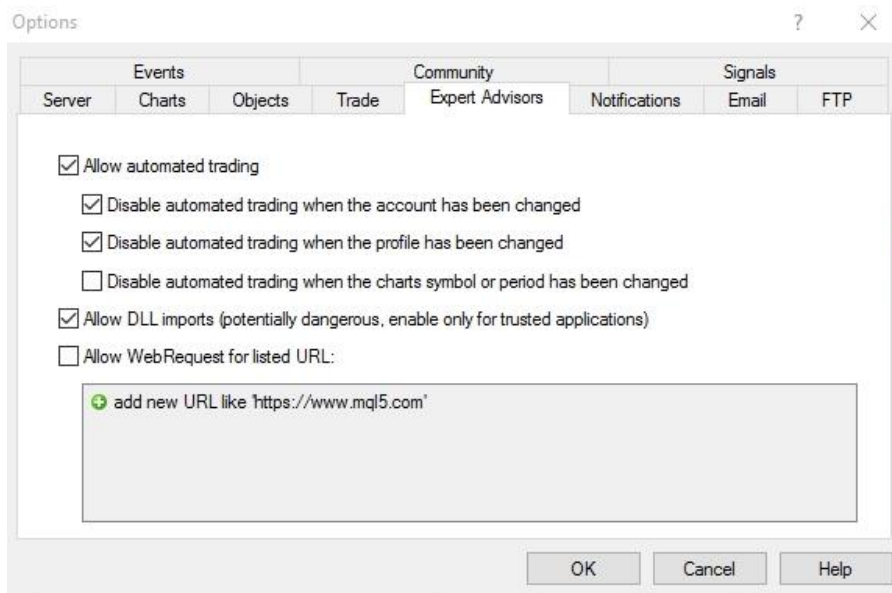 Options
?
Events Community Signals
Server Charts Objects Trade Expert Advisors Notifications Email FTP
Allow automated trading
Disable automated trading when the account has been changed
Disable automated trading when the profile has been changed
Disable automated trading when the charts symbol or period has been changed
Allow DLL imports (potentially dangerous, enable only for trusted applications)
Allow WebRequest for listed URL:
add new URL like 'https://www.mql5.com'
OK Cancel Help